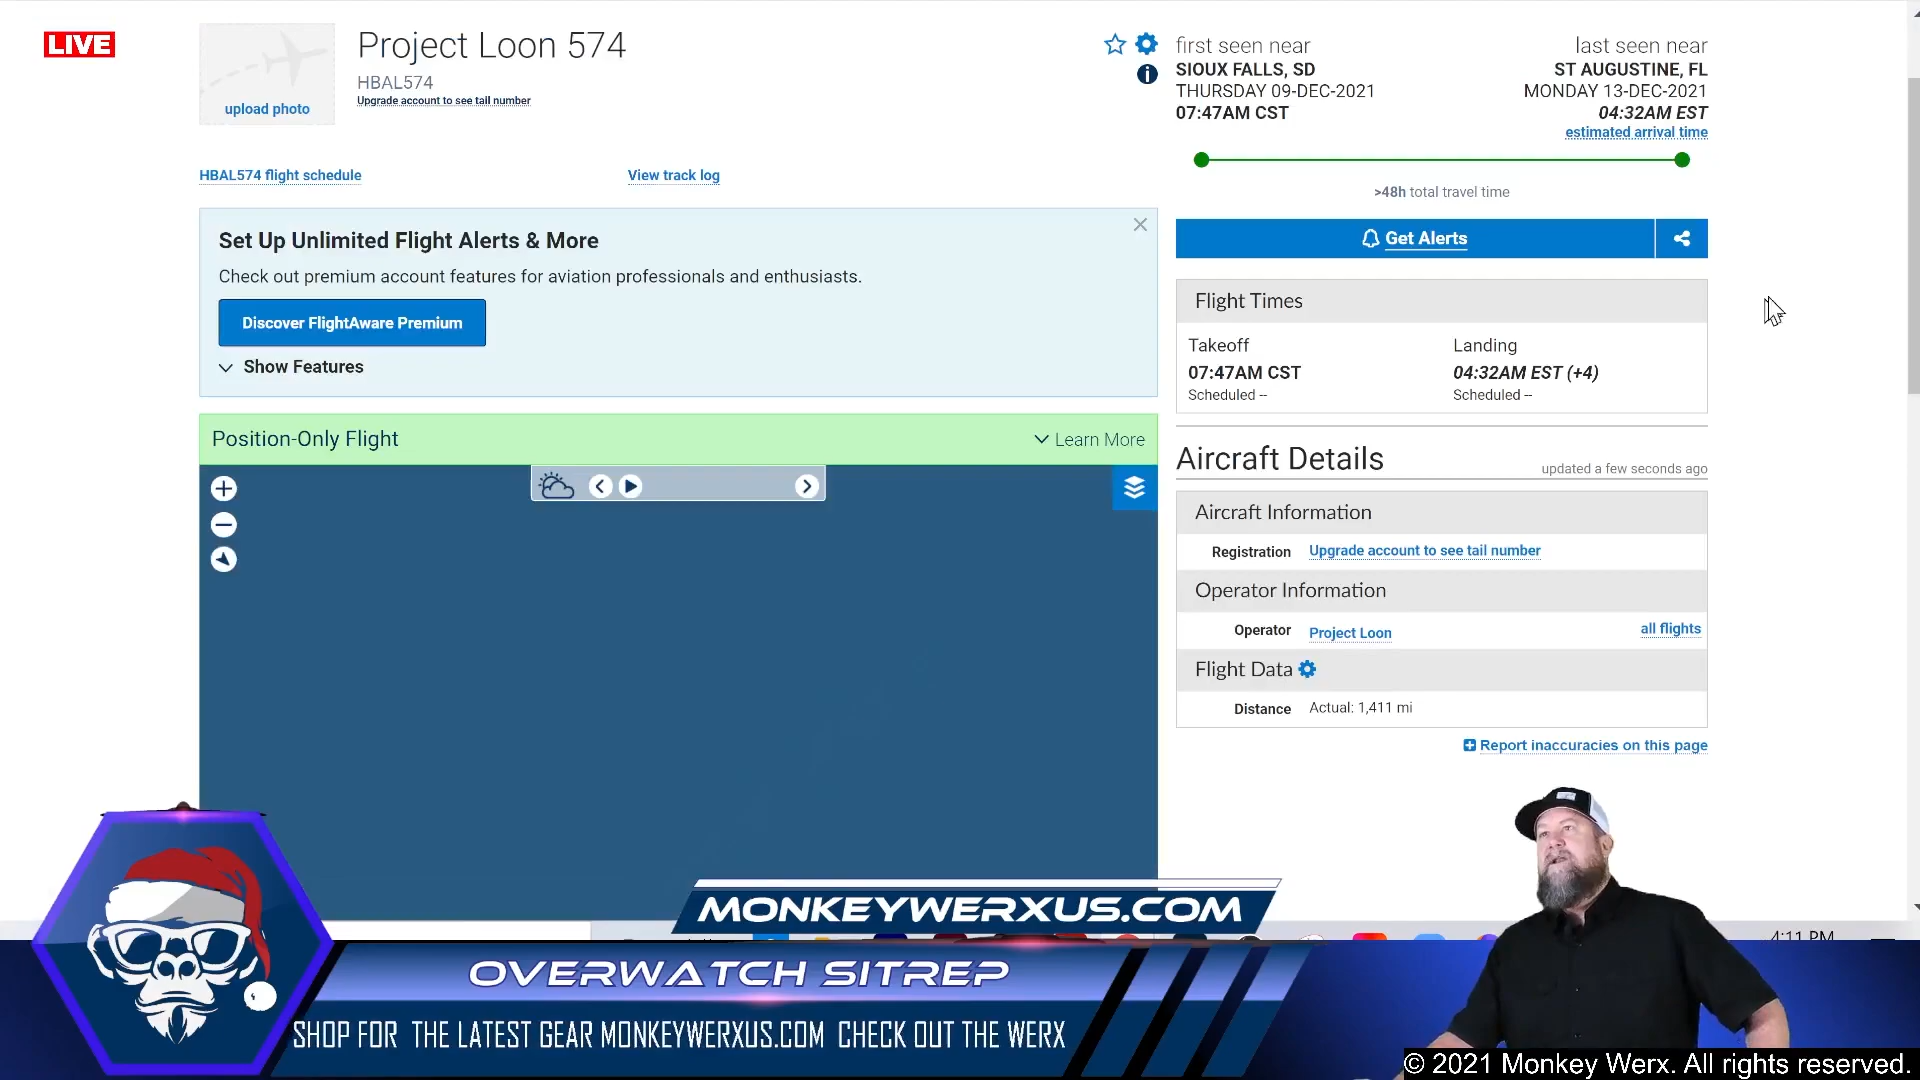 LIVE
upload photo
Project Loon 574
HBAL574
Upgrade account to see tail number
first seen near
SIOUX FALLS, SD
THURSDAY 09-DEC-2021
07:47AM CST
last seen near
ST AUGUSTINE, FL
MONDAY 13-DEC-2021
04:32AM EST
estimated arrival time
>48h total travel time
HBAL574 flight schedule
View track log
Get Alerts
Set Up Unlimited Flight Alerts & More
Check out premium account features for aviation professionals and enthusiasts.
Discover FlightAware Premium
Show Features
Flight Times
Takeoff
07:47AM CST
Scheduled --
Landing
04:32AM EST (+4)
Scheduled --
Position-Only Flight
Learn More
Aircraft Details
updated a few seconds ago
Aircraft Information
Registration Upgrade account to see tail number
Operator Information
Operator Project Loon all flights
Flight Data
Distance Actual: 1,411 mi
Report inaccuracies on this page
MONKEYWERXUS.COM
4:11 PM
OVERWATCH SITREP
SHOP FOR THE LATEST GEAR MONKEYWERXUS.COM CHECK OUT THE WERX
© 2021 Monkey Werx. All rights reserved.